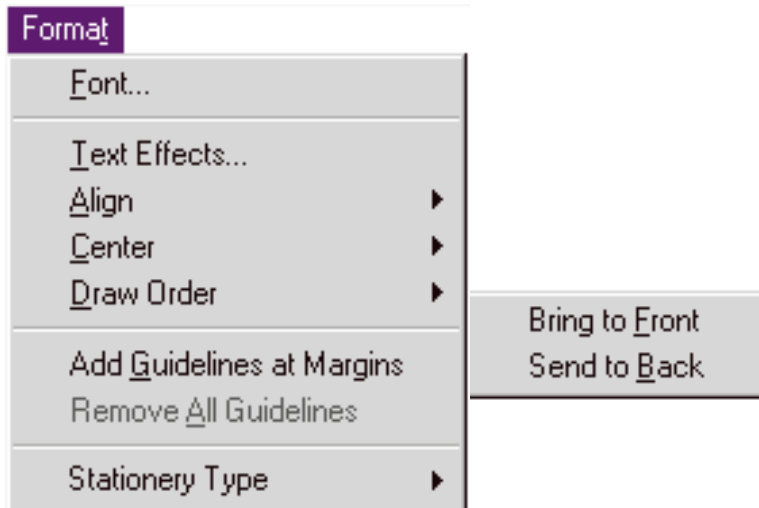 Format
Font...
Text Effects...
Align
Center
Draw Order
Bring to Front
Send to Back
Add Guidelines at Margins
Remove All Guidelines
Stationery Type